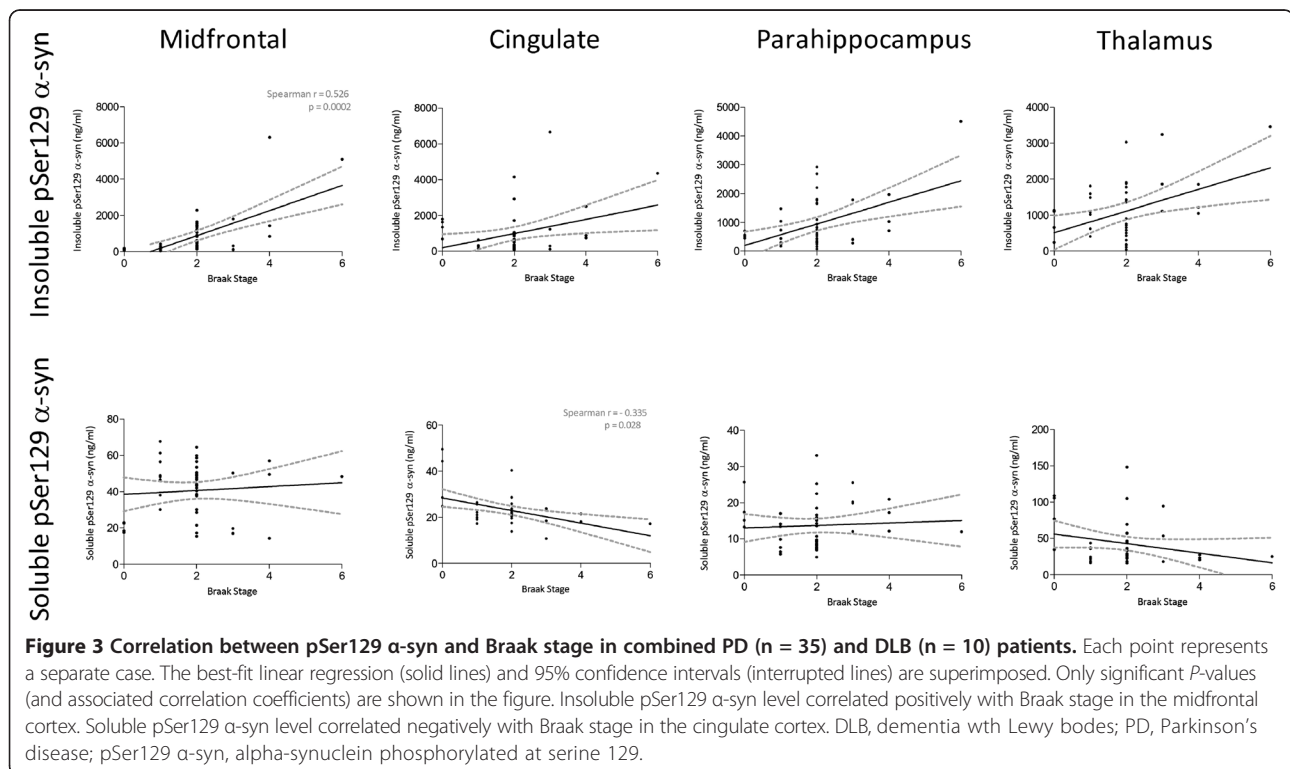 Midfrontal
Cingulate
Parahippocampus
Thalamus
Insoluble pSer129 α-syn
Insoluble pSer129 α-syn (ng/ml)
8000
6000
4000
2000
0
0 2 4 6
Braak Stage
Spearman r = 0.526
p = 0.0002
Insoluble pSer129 α-syn (ng/ml)
8000
6000
4000
2000
0
0 2 4 6
Braak Stage
Insoluble pSer129 α-syn (ng/ml)
5000
4000
3000
2000
1000
0
0 2 4 6
Braak Stage
Insoluble pSer129 α-syn (ng/ml)
4000
3000
2000
1000
0
0 2 4 6
Braak Stage
Soluble pSer129 α-syn
Soluble pSer129 α-syn (ng/ml)
80
60
40
20
0
0 2 4 6
Braak Stage
Soluble pSer129 α-syn (ng/ml)
60
40
20
0
0 2 4 6
Braak Stage
Spearman r = - 0.335
p = 0.028
Soluble pSer129 α-syn (ng/ml)
40
30
20
10
0
0 2 4 6
Braak Stage
Soluble pSer129 α-syn (ng/ml)
200
150
100
50
0
0 2 4 6
Braak Stage
Figure 3 Correlation between pSer129 α-syn and Braak stage in combined PD (n = 35) and DLB (n = 10) patients. Each point represents
a separate case. The best-fit linear regression (solid lines) and 95% confidence intervals (interrupted lines) are superimposed. Only significant P-values
(and associated correlation coefficients) are shown in the figure. Insoluble pSer129 α-syn level correlated positively with Braak stage in the midfrontal
cortex. Soluble pSer129 α-syn level correlated negatively with Braak stage in the cingulate cortex. DLB, dementia wth Lewy bodes; PD, Parkinson's
disease; pSer129 α-syn, alpha-synuclein phosphorylated at serine 129.